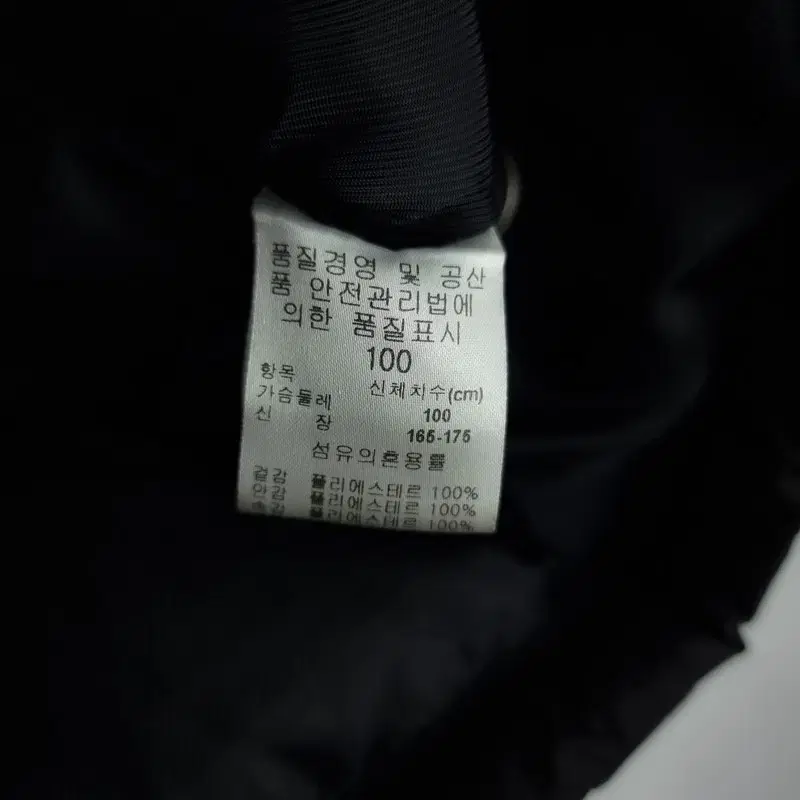 품질경영 및 공산
품 안전관리법에
의한 품질표시
100
항목 신체치수(cm)
가슴둘레 100
신 장 165-175
섬유의혼용률
겉감 폴리에스테르 100%
안감 폴리에스테르 100%
폴리에스테르 100%